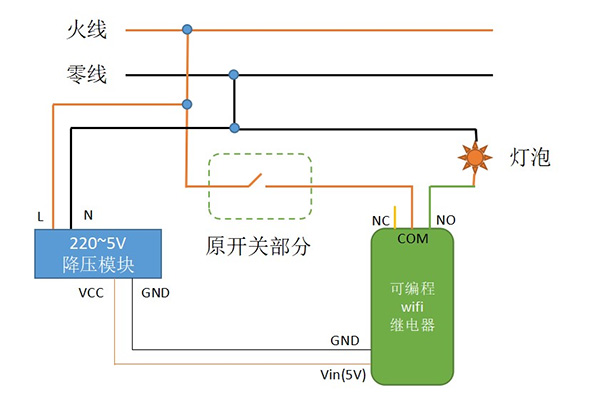 火线
零线
灯泡
L
N
NC
NO
COM
220~5V
降压模块
原开关部分
VCC
GND
可编程
wifi
继电器
GND
Vin(5V)